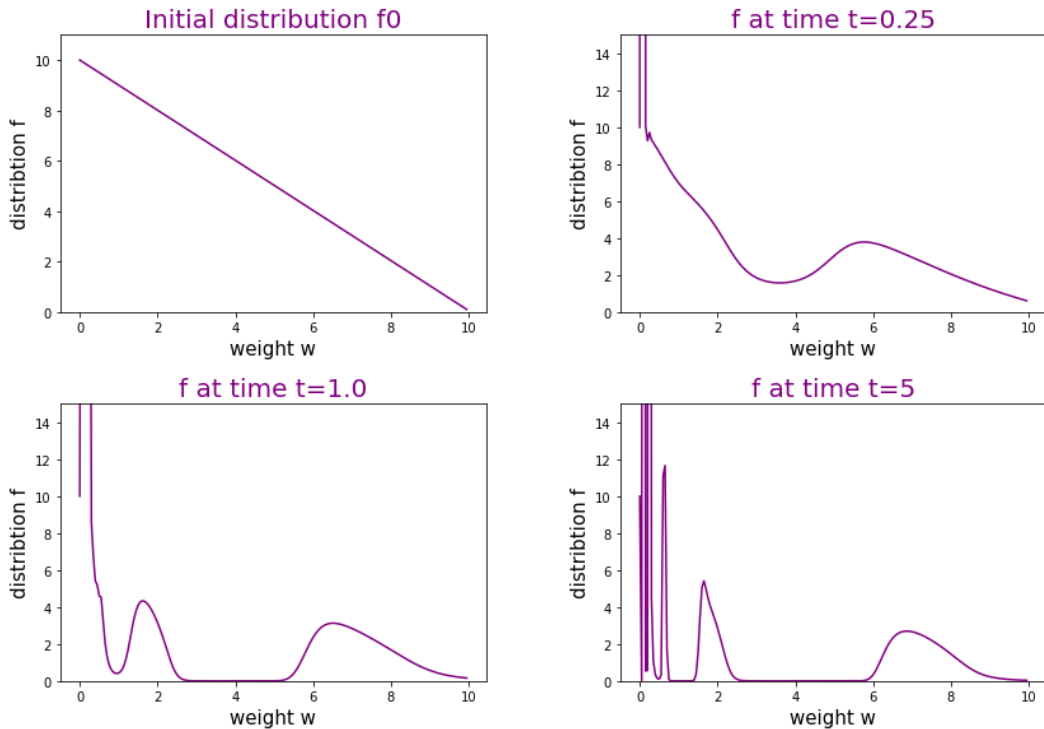 Initial distribution f0
distribtion f
10
8
6
4
2
0
0 2 4 6 8 10
weight w
f at time t=0.25
distribtion f
14
12
10
8
6
4
2
0
0 2 4 6 8 10
weight w
f at time t=1.0
distribtion f
14
12
10
8
6
4
2
0
0 2 4 6 8 10
weight w
f at time t=5
distribtion f
14
12
10
8
6
4
2
0
0 2 4 6 8 10
weight w